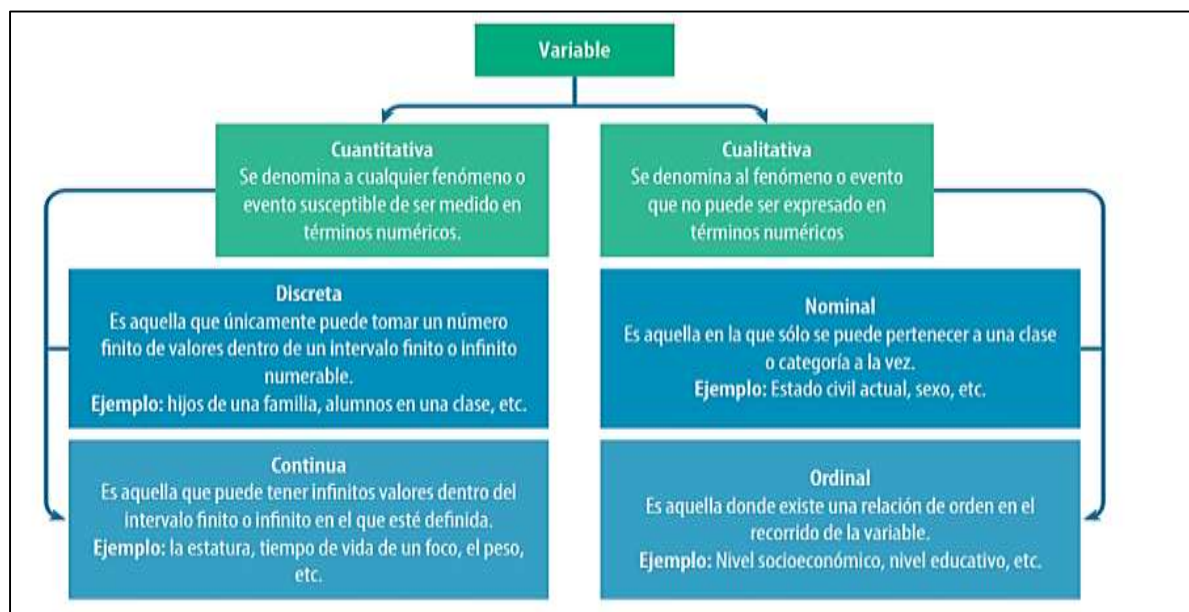 Variable
Cuantitativa
Se denomina a cualquier fenómeno o
evento susceptible de ser medido en
términos numéricos.
Cualitativa
Se denomina al fenómeno o evento
que no puede ser expresado en
términos numéricos
Discreta
Es aquella que únicamente puede tomar un número
finito de valores dentro de un intervalo finito o infinito
numerable.
Ejemplo: hijos de una familia, alumnos en una clase, etc.
Nominal
Es aquella en la que sólo se puede pertenecer a una clase
o categoría a la vez.
Ejemplo: Estado civil actual, sexo, etc.
Continua
Es aquella que puede tener infinitos valores dentro del
intervalo finito o infinito en el que esté definida.
Ejemplo: la estatura, tiempo de vida de un foco, el peso,
etc.
Ordinal
Es aquella donde existe una relación de orden en el
recorrido de la variable.
Ejemplo: Nivel socioeconómico, nivel educativo, etc.